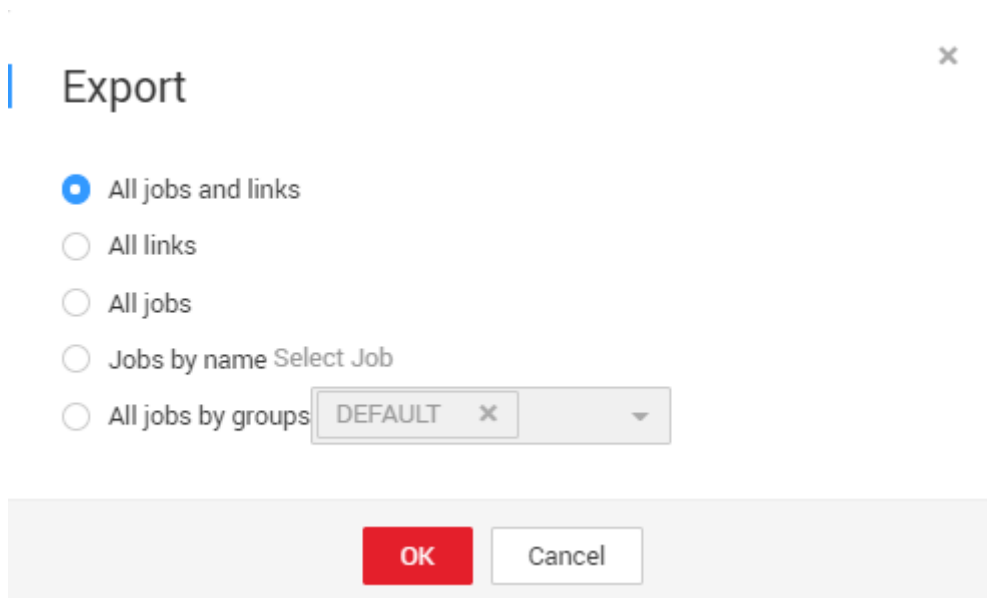 Export
All jobs and links
All links
All jobs
Jobs by name Select Job
All jobs by groups DEFAULT
OK Cancel